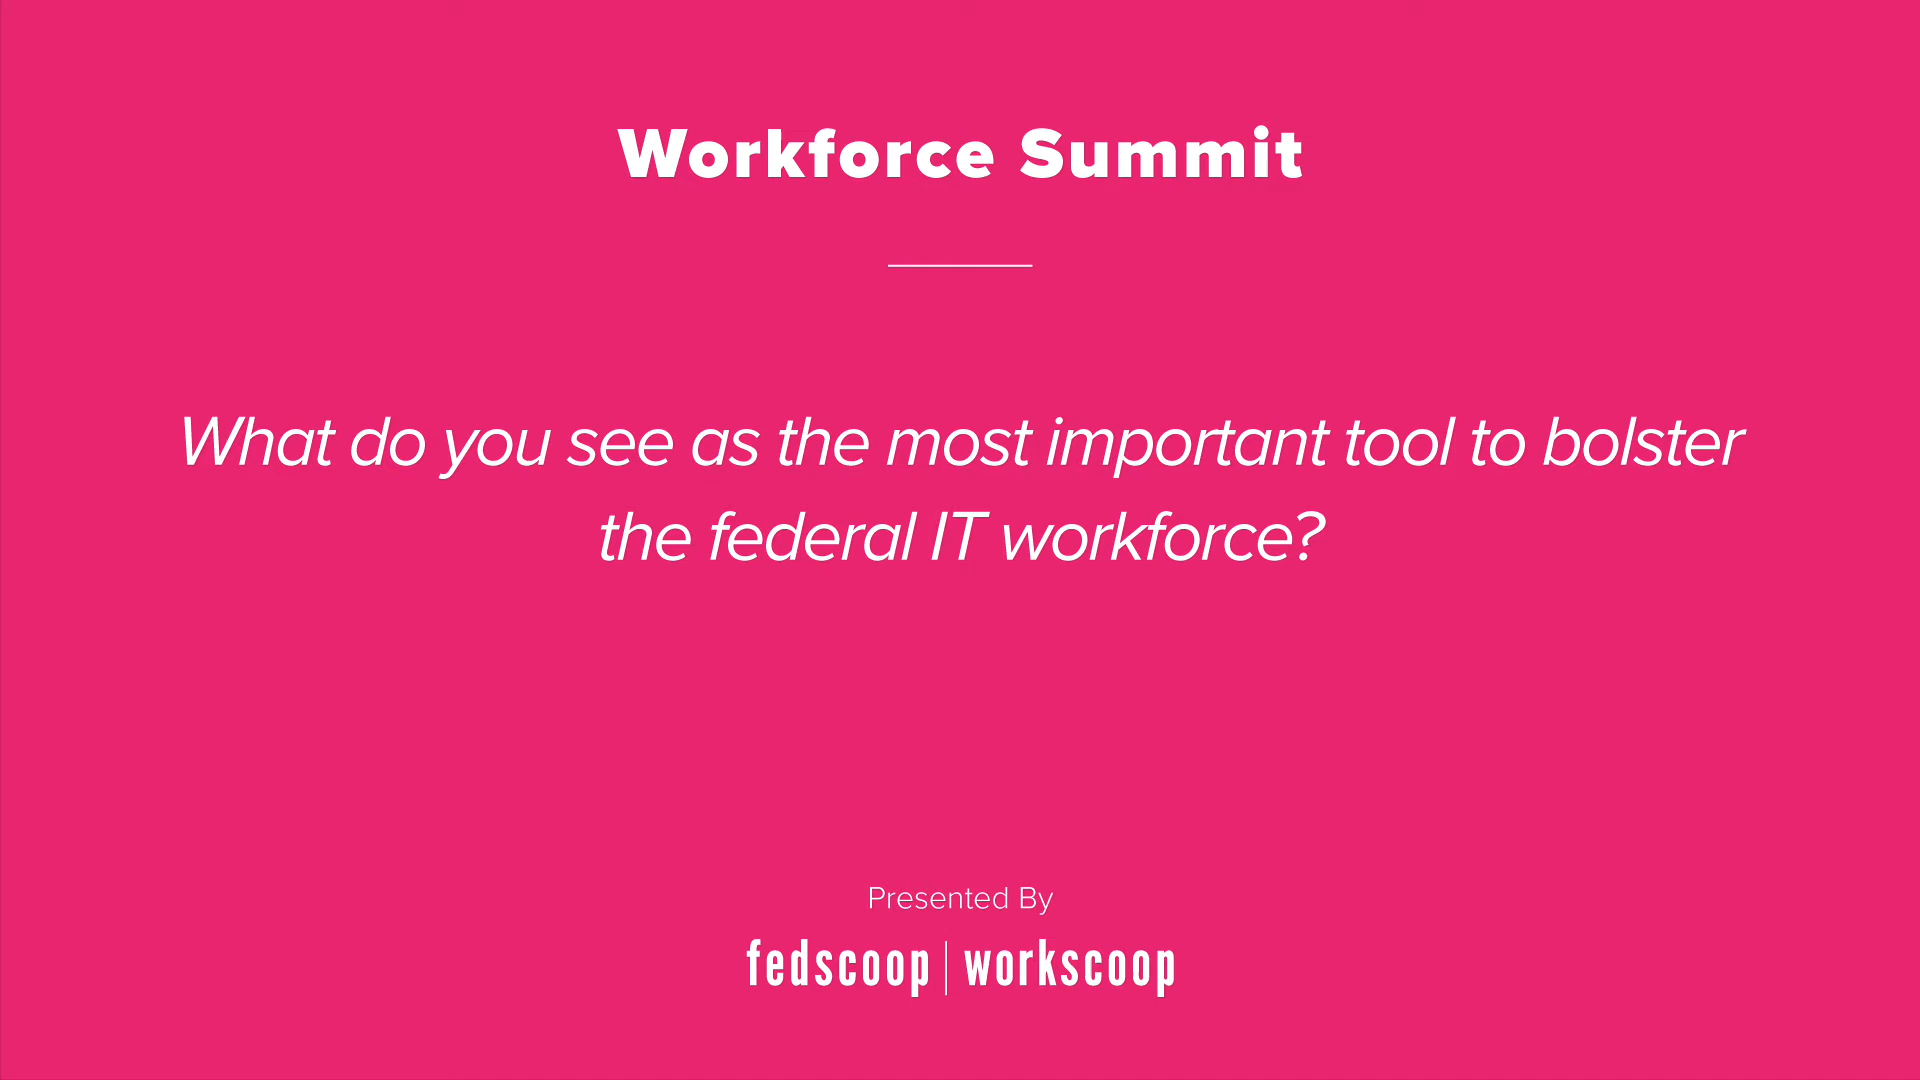 Workforce Summit
What do you see as the most important tool to bolster
the federal IT workforce?
Presented By
fedscoop | workscoop